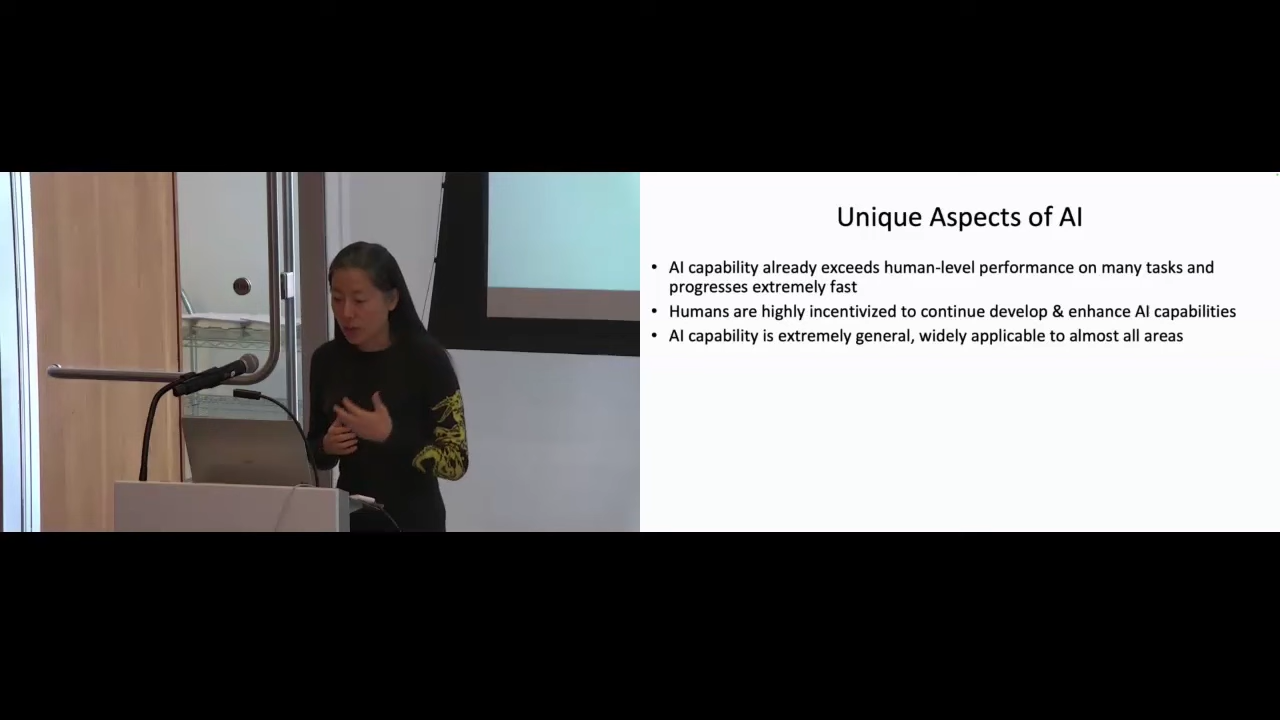 Unique Aspects of AI
• AI capability already exceeds human-level performance on many tasks and
progresses extremely fast
• Humans are highly incentivized to continue develop & enhance AI capabilities
• AI capability is extremely general, widely applicable to almost all areas